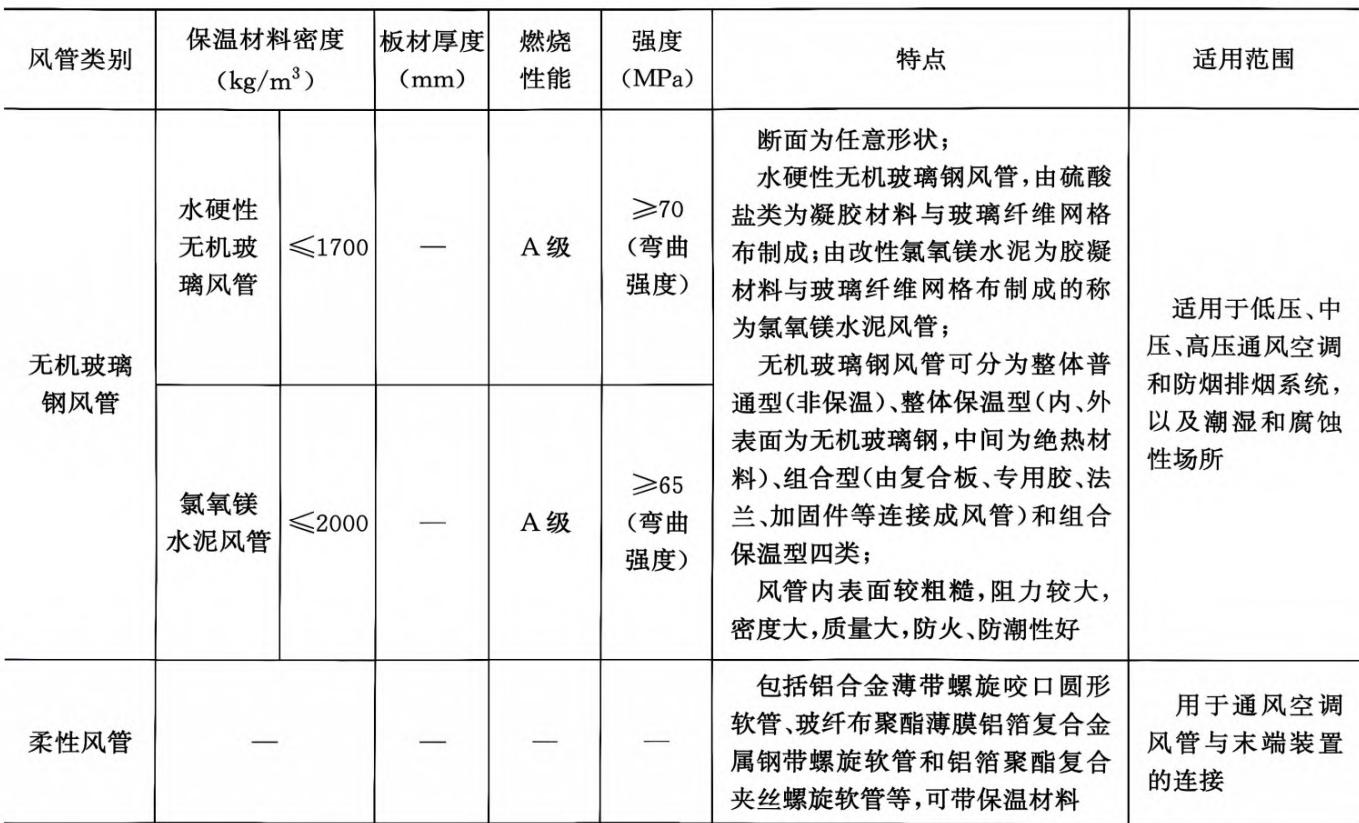 风管类别
保温材料密度
（kg/m³）
板材厚度
（mm）
燃烧
性能
强度
（MPa）
特点
适用范围
无机玻璃
钢风管
水硬性
无机玻
璃风管
≤1700
—
A 级
≥70
（弯曲
强度）
氯氧镁
水泥风管
≤2000
—
A 级
≥65
（弯曲
强度）
断面为任意形状；
水硬性无机玻璃钢风管，由硫酸
盐类为凝胶材料与玻璃纤维网格
布制成；由改性氯氧镁水泥为胶凝
材料与玻璃纤维网格布制成的称
为氯氧镁水泥风管；
无机玻璃钢风管可分为整体普
通型（非保温）、整体保温型（内、外
表面为无机玻璃钢，中间为绝热材
料）、组合型（由复合板、专用胶、法
兰、加固件等连接成风管）和组合
保温型四类；
风管内表面较粗糙，阻力较大，
密度大，质量大，防火、防潮性好
适用于低压、中
压、高压通风空调
和防烟排烟系统，
以及潮湿和腐蚀
性场所
柔性风管
—
—
—
—
包括铝合金薄带螺旋咬口圆形
软管、玻纤布聚酯薄膜铝箔复合金
属钢带螺旋软管和铝箔聚酯复合
夹丝螺旋软管等，可带保温材料
用于通风空调
风管与末端装置
的连接